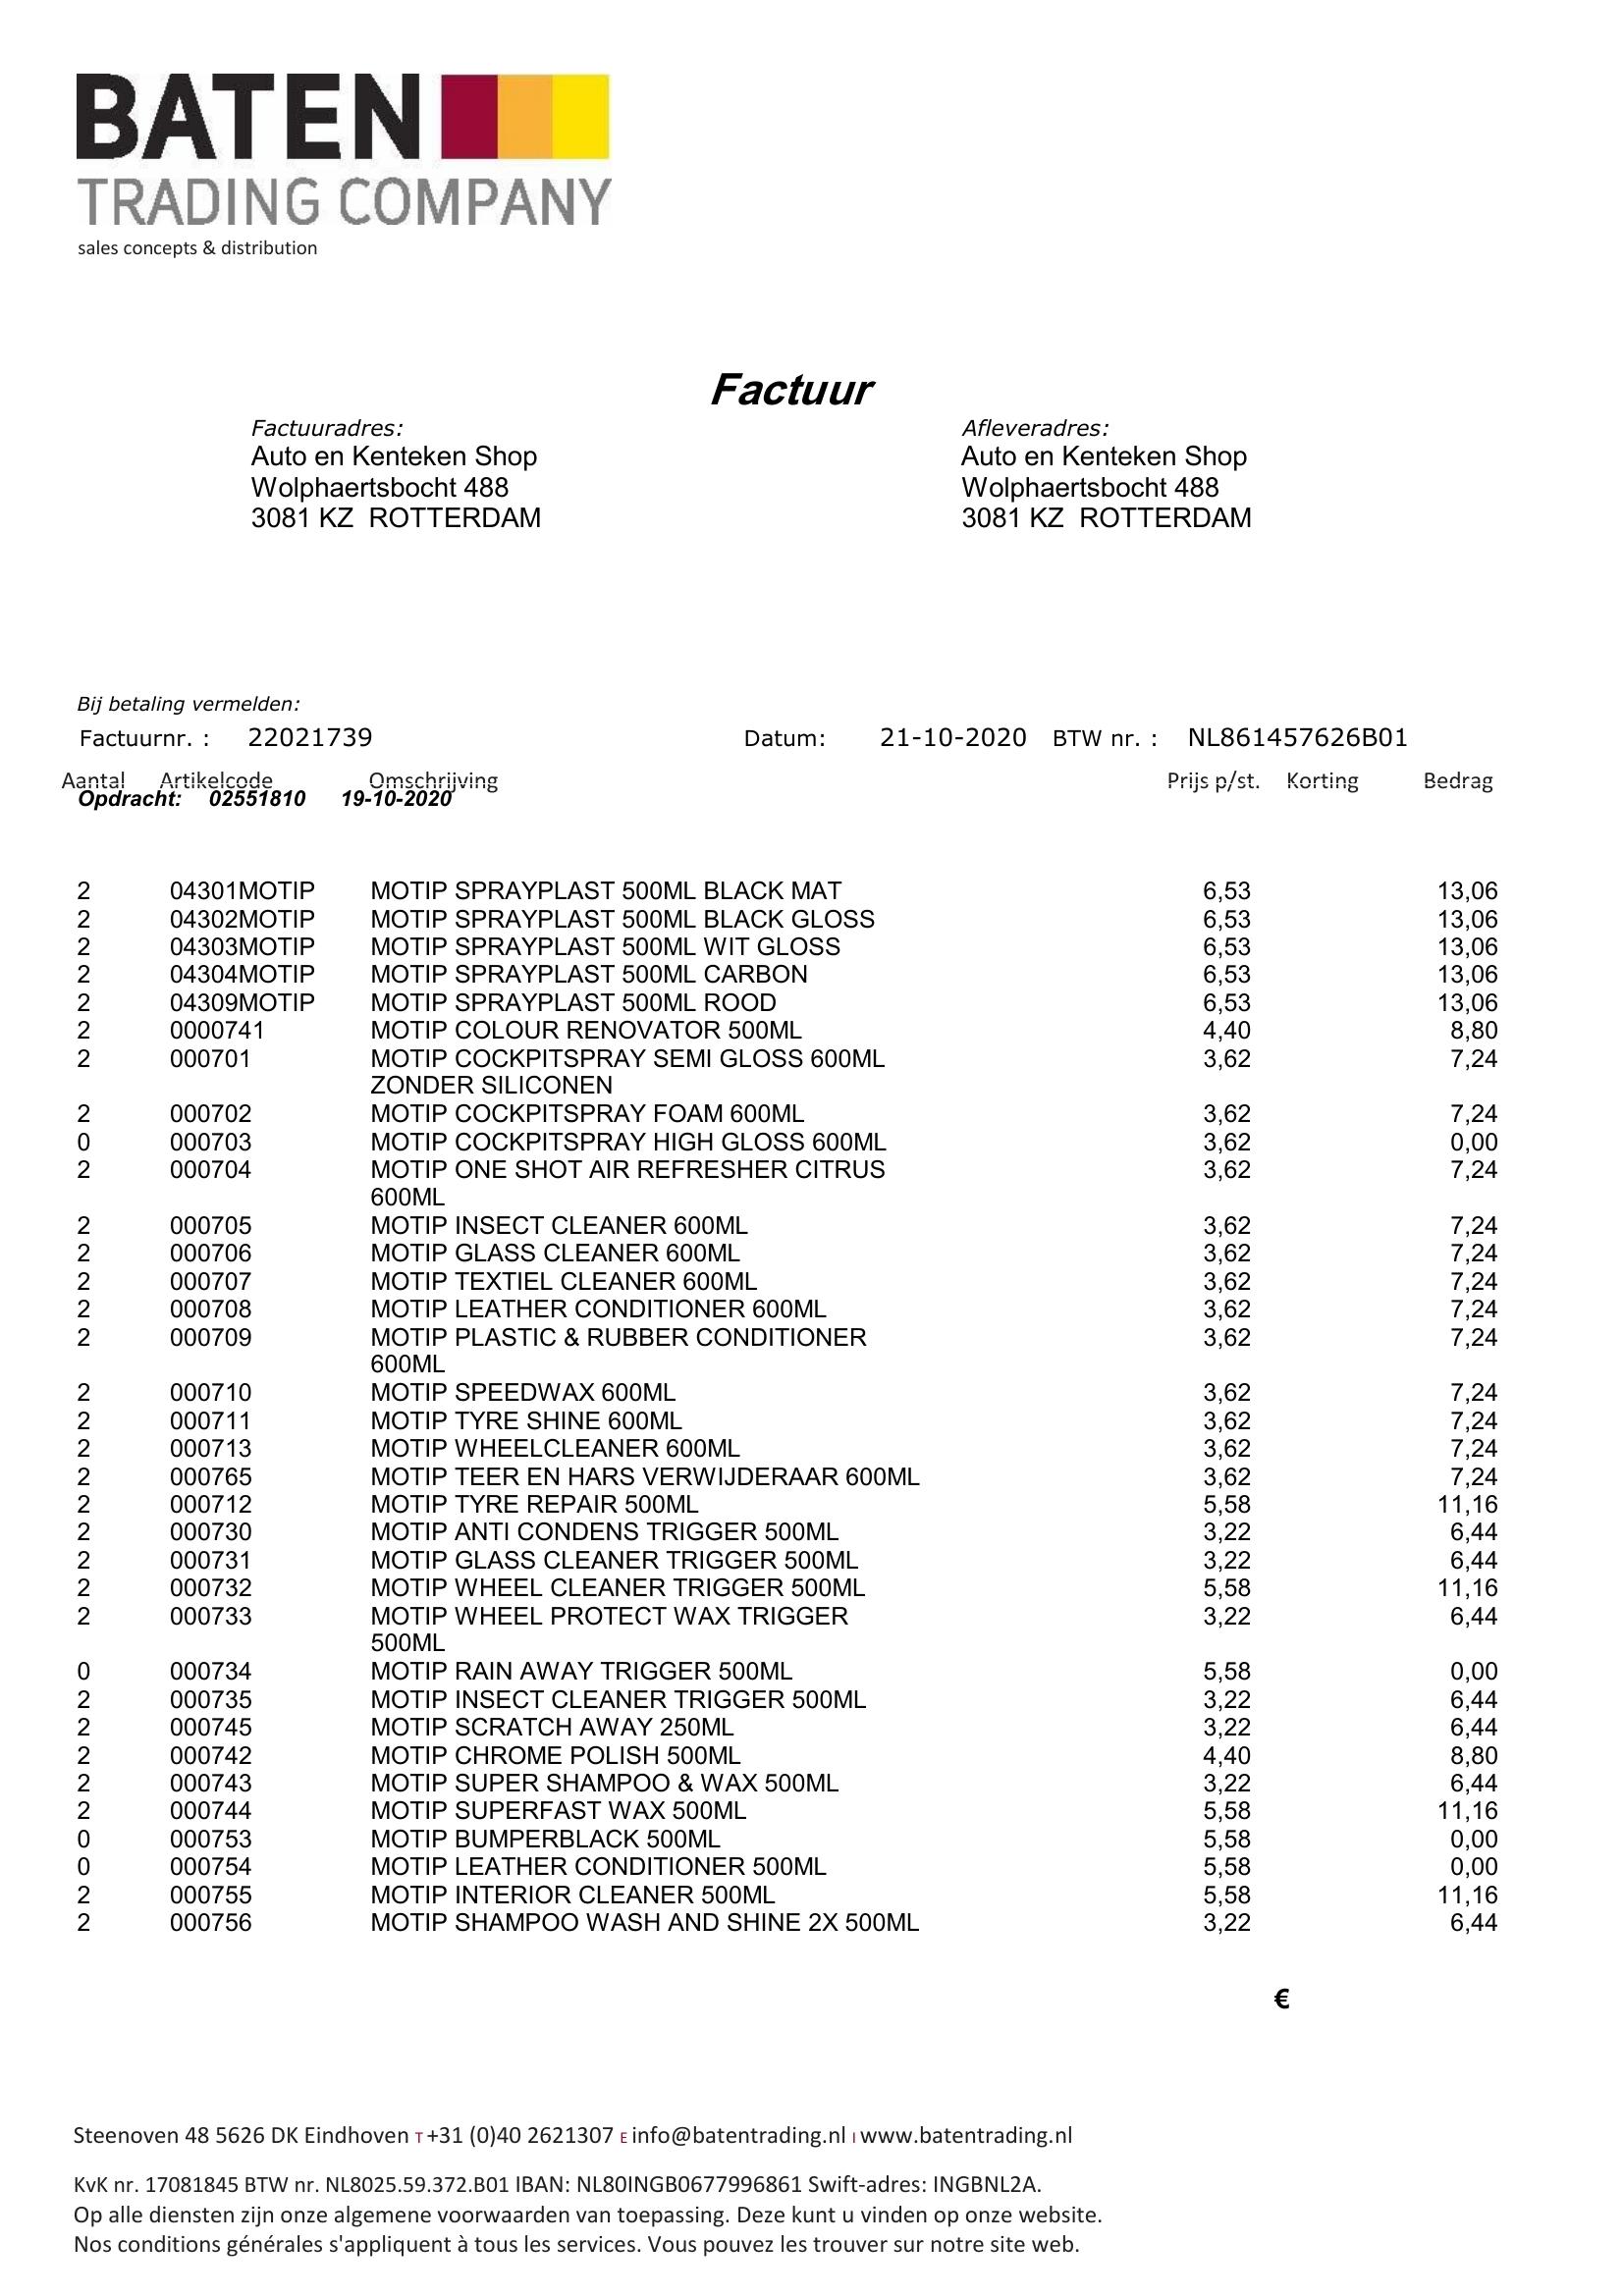 BATEN
TRADING COMPANY
sales concepts & distribution
Factuur
Factuuradres:
Auto en Kenteken Shop
Wolphaertsbocht 488
3081 KZ ROTTERDAM
Afleveradres:
Auto en Kenteken Shop
Wolphaertsbocht 488
3081 KZ ROTTERDAM
Bij betaling vermelden:
Factuurnr. : 22021739 Datum: 21-10-2020 BTW nr. : NL861457626B01
Aantal Artikelcode Omschrijving Prijs p/st. Korting Bedrag
Opdracht: 02551810 19-10-2020
2 04301MOTIP MOTIP SPRAYPLAST 500ML BLACK MAT 6,53 13,06
2 04302MOTIP MOTIP SPRAYPLAST 500ML BLACK GLOSS 6,53 13,06
2 04303MOTIP MOTIP SPRAYPLAST 500ML WIT GLOSS 6,53 13,06
2 04304MOTIP MOTIP SPRAYPLAST 500ML CARBON 6,53 13,06
2 04309MOTIP MOTIP SPRAYPLAST 500ML ROOD 6,53 13,06
2 0000741 MOTIP COLOUR RENOVATOR 500ML 4,40 8,80
2 000701 MOTIP COCKPITSPRAY SEMI GLOSS 600ML 3,62 7,24
ZONDER SILICONEN
2 000702 MOTIP COCKPITSPRAY FOAM 600ML 3,62 7,24
0 000703 MOTIP COCKPITSPRAY HIGH GLOSS 600ML 3,62 0,00
2 000704 MOTIP ONE SHOT AIR REFRESHER CITRUS 3,62 7,24
600ML
2 000705 MOTIP INSECT CLEANER 600ML 3,62 7,24
2 000706 MOTIP GLASS CLEANER 600ML 3,62 7,24
2 000707 MOTIP TEXTIEL CLEANER 600ML 3,62 7,24
2 000708 MOTIP LEATHER CONDITIONER 600ML 3,62 7,24
2 000709 MOTIP PLASTIC & RUBBER CONDITIONER 3,62 7,24
600ML
2 000710 MOTIP SPEEDWAX 600ML 3,62 7,24
2 000711 MOTIP TYRE SHINE 600ML 3,62 7,24
2 000713 MOTIP WHEELCLEANER 600ML 3,62 7,24
2 000765 MOTIP TEER EN HARS VERWIJDERAAR 600ML 3,62 7,24
2 000712 MOTIP TYRE REPAIR 500ML 5,58 11,16
2 000730 MOTIP ANTI CONDENS TRIGGER 500ML 3,22 6,44
2 000731 MOTIP GLASS CLEANER TRIGGER 500ML 3,22 6,44
2 000732 MOTIP WHEEL CLEANER TRIGGER 500ML 5,58 11,16
2 000733 MOTIP WHEEL PROTECT WAX TRIGGER 3,22 6,44
500ML
0 000734 MOTIP RAIN AWAY TRIGGER 500ML 5,58 0,00
2 000735 MOTIP INSECT CLEANER TRIGGER 500ML 3,22 6,44
2 000745 MOTIP SCRATCH AWAY 250ML 3,22 6,44
2 000742 MOTIP CHROME POLISH 500ML 4,40 8,80
2 000743 MOTIP SUPER SHAMPOO & WAX 500ML 3,22 6,44
2 000744 MOTIP SUPERFAST WAX 500ML 5,58 11,16
0 000753 MOTIP BUMPERBLACK 500ML 5,58 0,00
0 000754 MOTIP LEATHER CONDITIONER 500ML 5,58 0,00
2 000755 MOTIP INTERIOR CLEANER 500ML 5,58 11,16
2 000756 MOTIP SHAMPOO WASH AND SHINE 2X 500ML 3,22 6,44
€
Steenoven 48 5626 DK Eindhoven T +31 (0)40 2621307 E info@batentrading.nl I www.batentrading.nl
KvK nr. 17081845 BTW nr. NL8025.59.372.B01 IBAN: NL80INGB0677996861 Swift-adres: INGBNL2A.
Op alle diensten zijn onze algemene voorwaarden van toepassing. Deze kunt u vinden op onze website.
Nos conditions générales s'appliquent à tous les services. Vous pouvez les trouver sur notre site web.